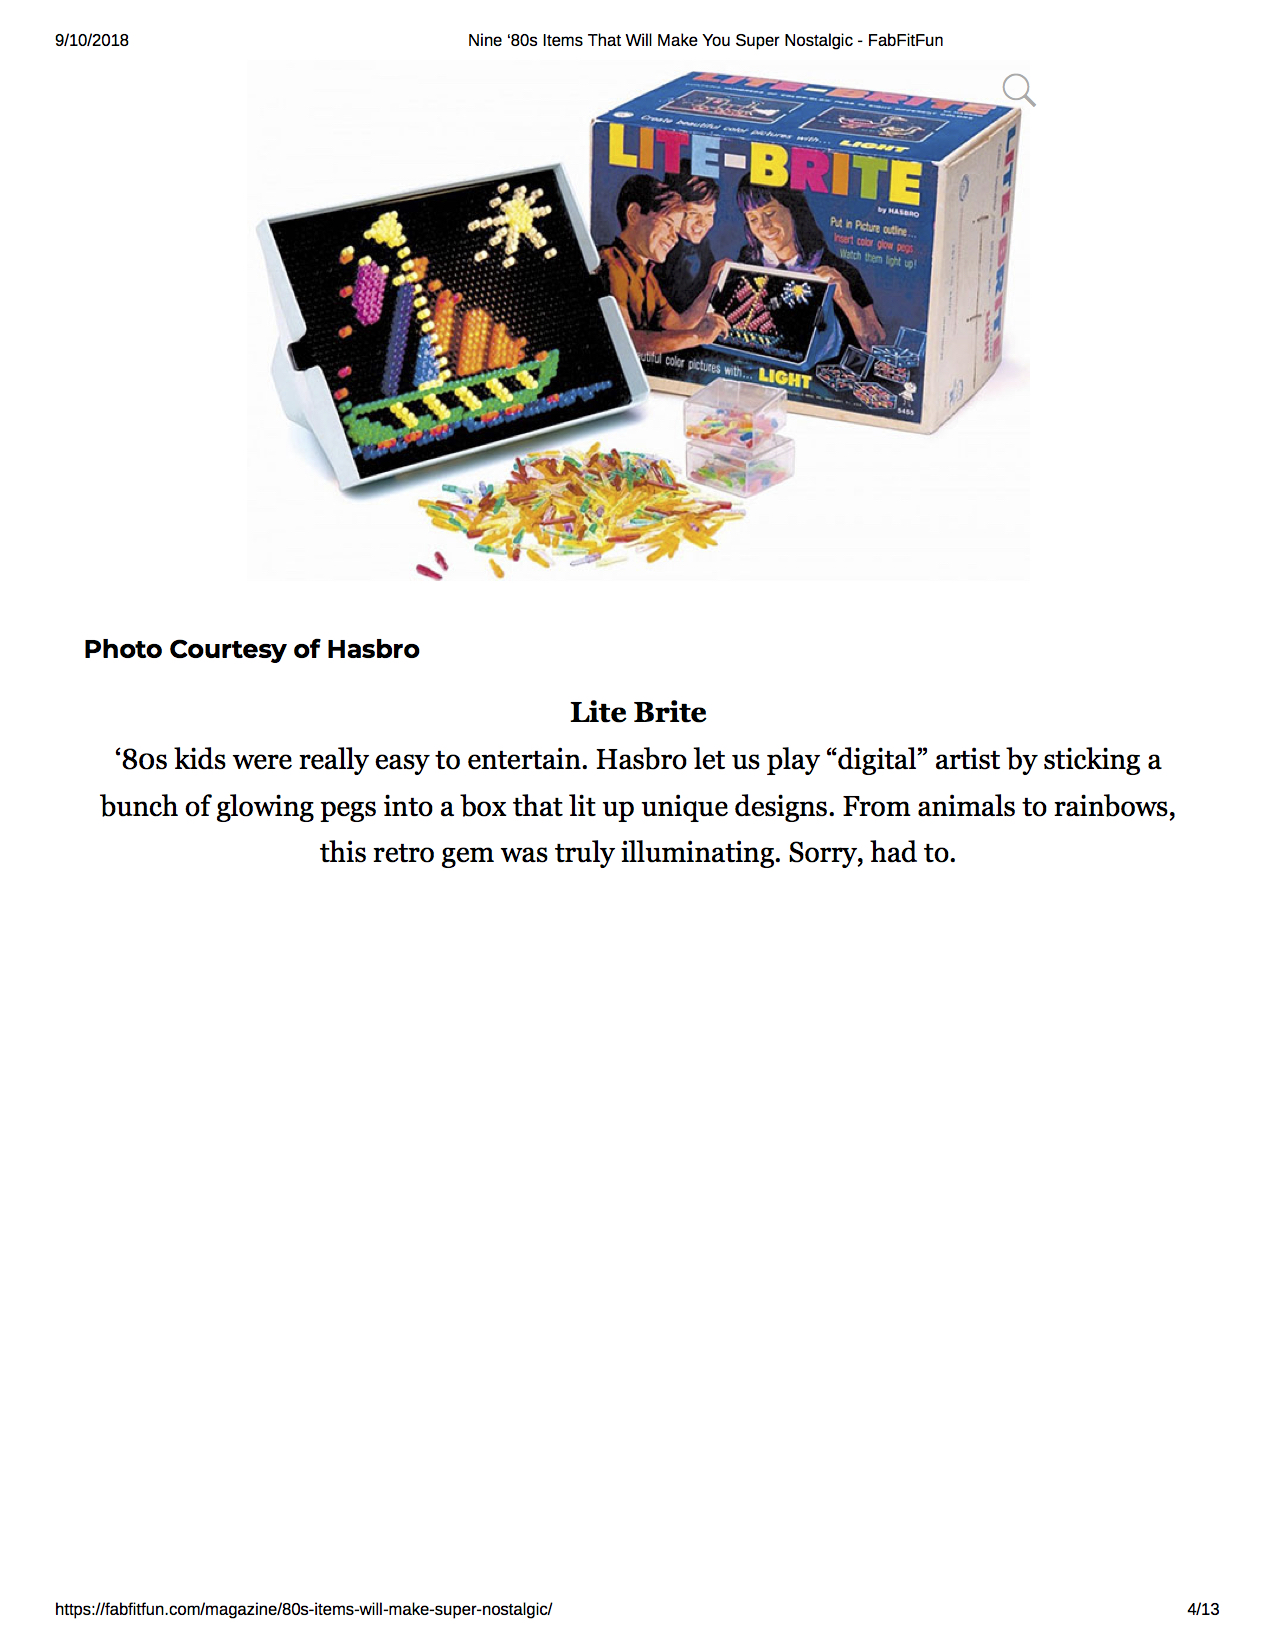 9/10/2018
Nine ‘80s Items That Will Make You Super Nostalgic - FabFitFun
LITE-BRITE
Create beautiful color pictures with... LIGHT
LITE-BRITE
by HASBRO
Put in Picture outline...
Insert color glow pegs
Watch them light up!
color pictures with... LIGHT
5455
LITE-BRITE
Photo Courtesy of Hasbro
Lite Brite
‘80s kids were really easy to entertain. Hasbro let us play “digital” artist by sticking a
bunch of glowing pegs into a box that lit up unique designs. From animals to rainbows,
this retro gem was truly illuminating. Sorry, had to.
https://fabfitfun.com/magazine/80s-items-will-make-super-nostalgic/
4/13